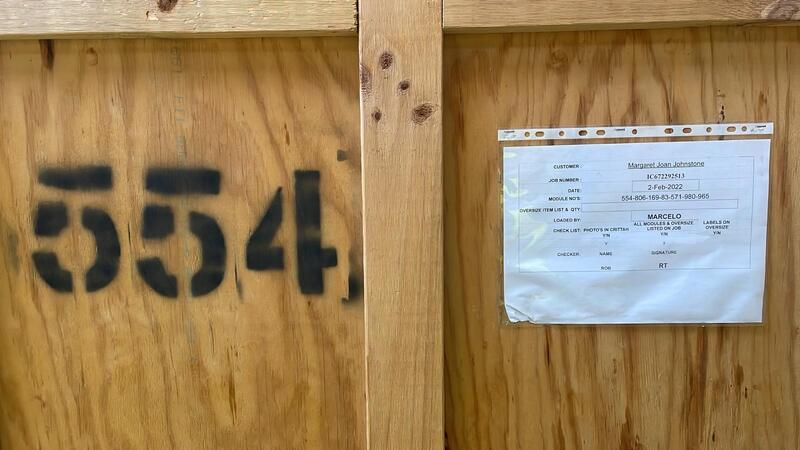 554
CUSTOMER: Margaret Joan Johnstone
JOB NUMBER: IC672292513
DATE: 2-Feb-2022
MODULE NO'S: 554-806-169-83-571-980-965
OVERSIZE ITEM LIST & QTY:
LOADED BY: MARCELO
CHECK LIST: PHOTO'S IN CRITTAH Y/N ALL MODULES & OVERSIZE LISTED ON JOB Y/N LABELS ON OVERSIZE Y/N
Y
CHECKER: NAME SIGNATURE
ROB RT